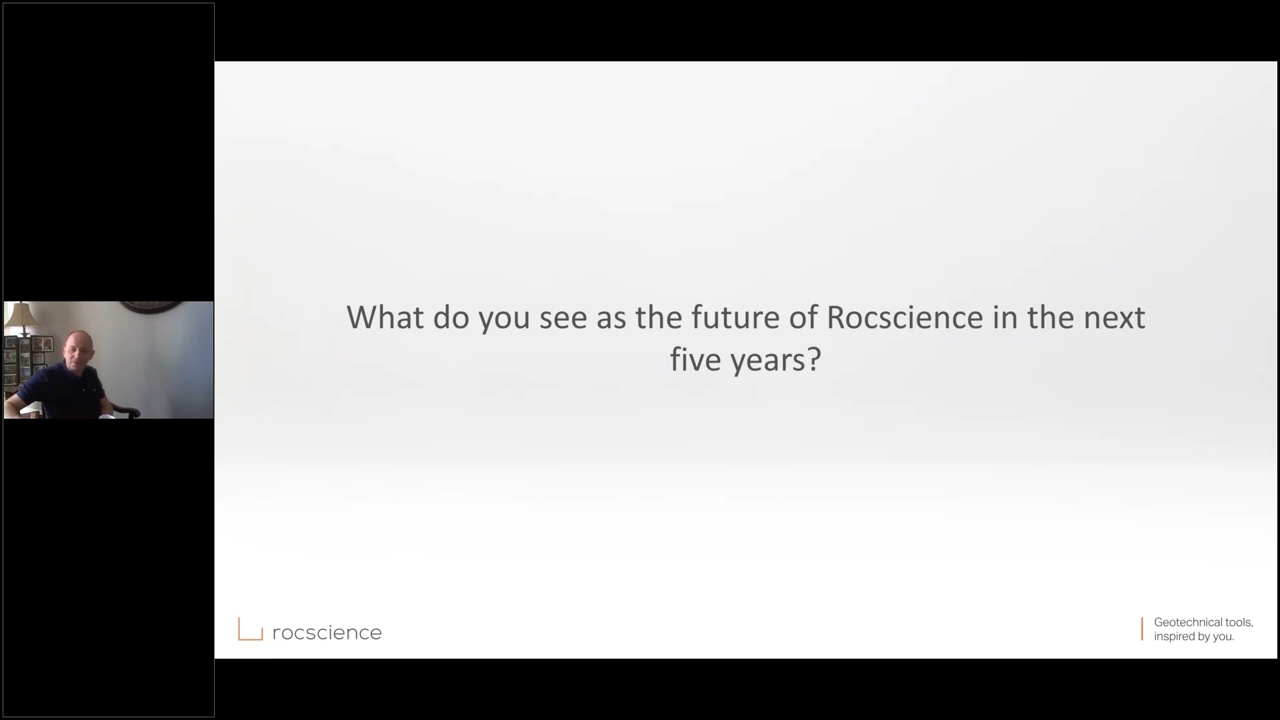 What do you see as the future of Rocscience in the next
five years?
rocscience
Geotechnical tools,
inspired by you.